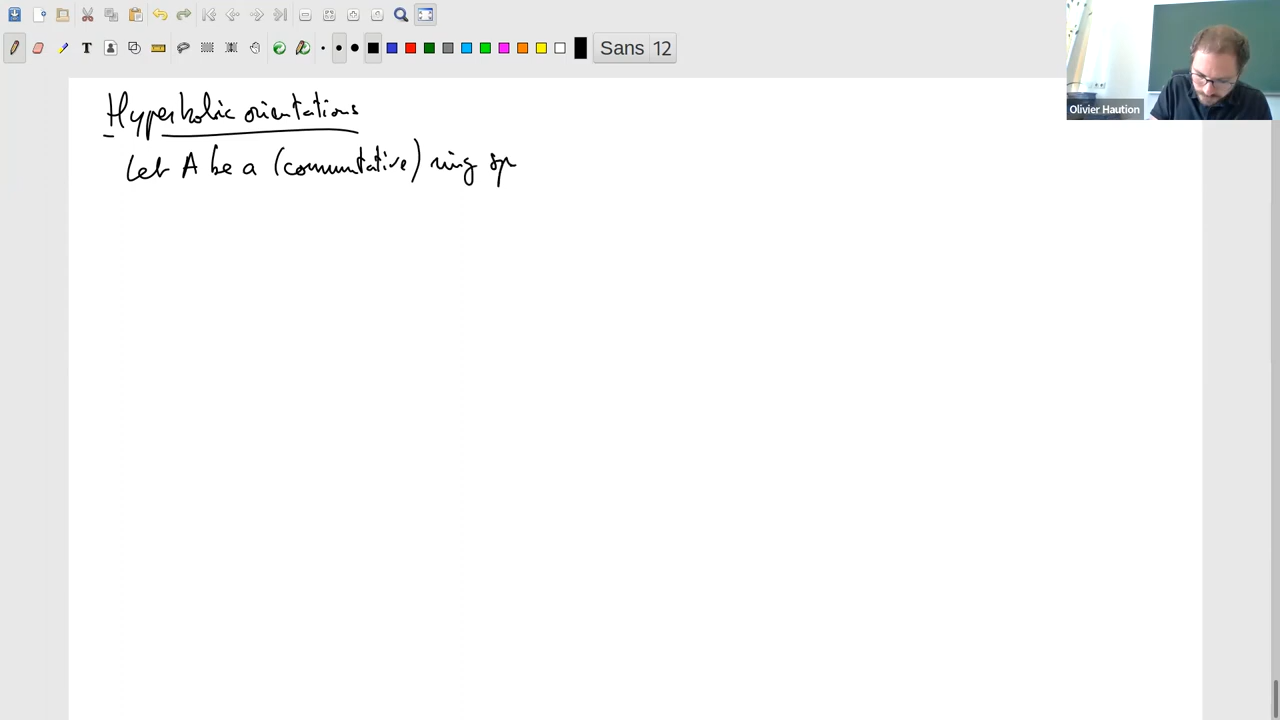 Sans 12
Olivier Haution
Hyperbolic orientations
Let A be a (commutative) ring sp